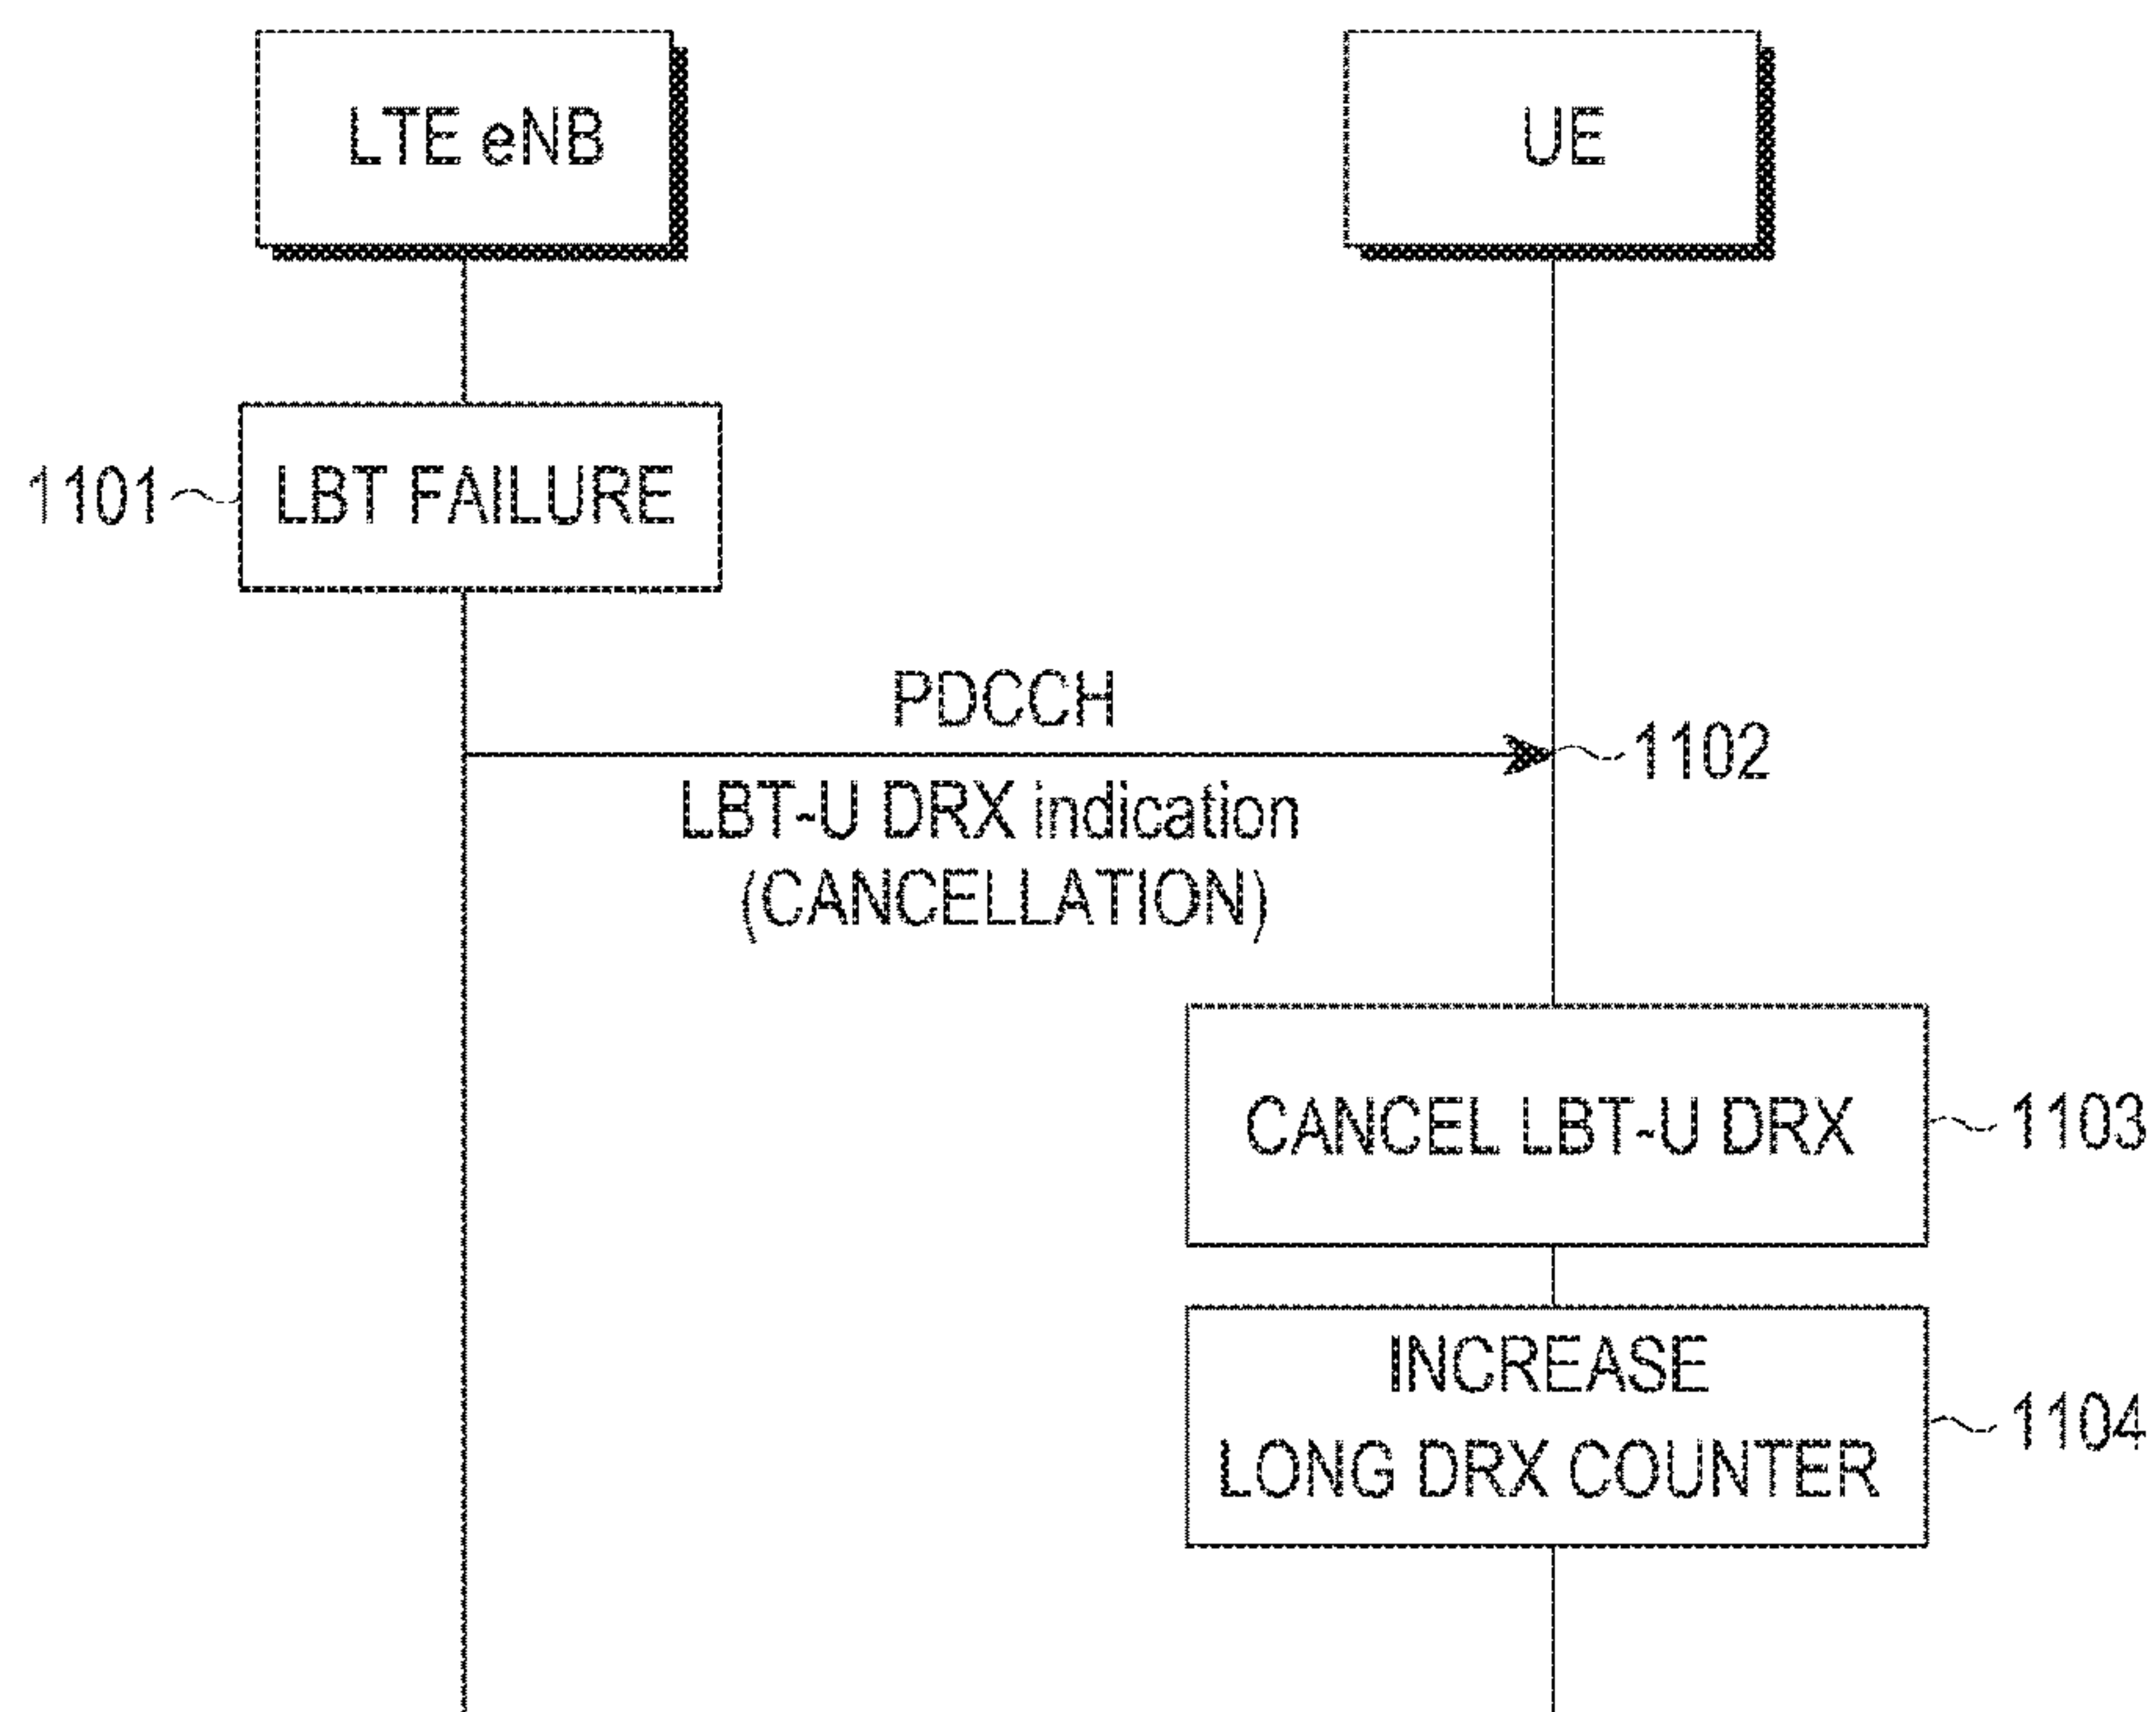 LTE eNB
UE
1101
LBT FAILURE
PDCCH
1102
LBT-U DRX indication
(CANCELLATION)
CANCEL LBT-U DRX
1103
INCREASE
LONG DRX COUNTER
1104